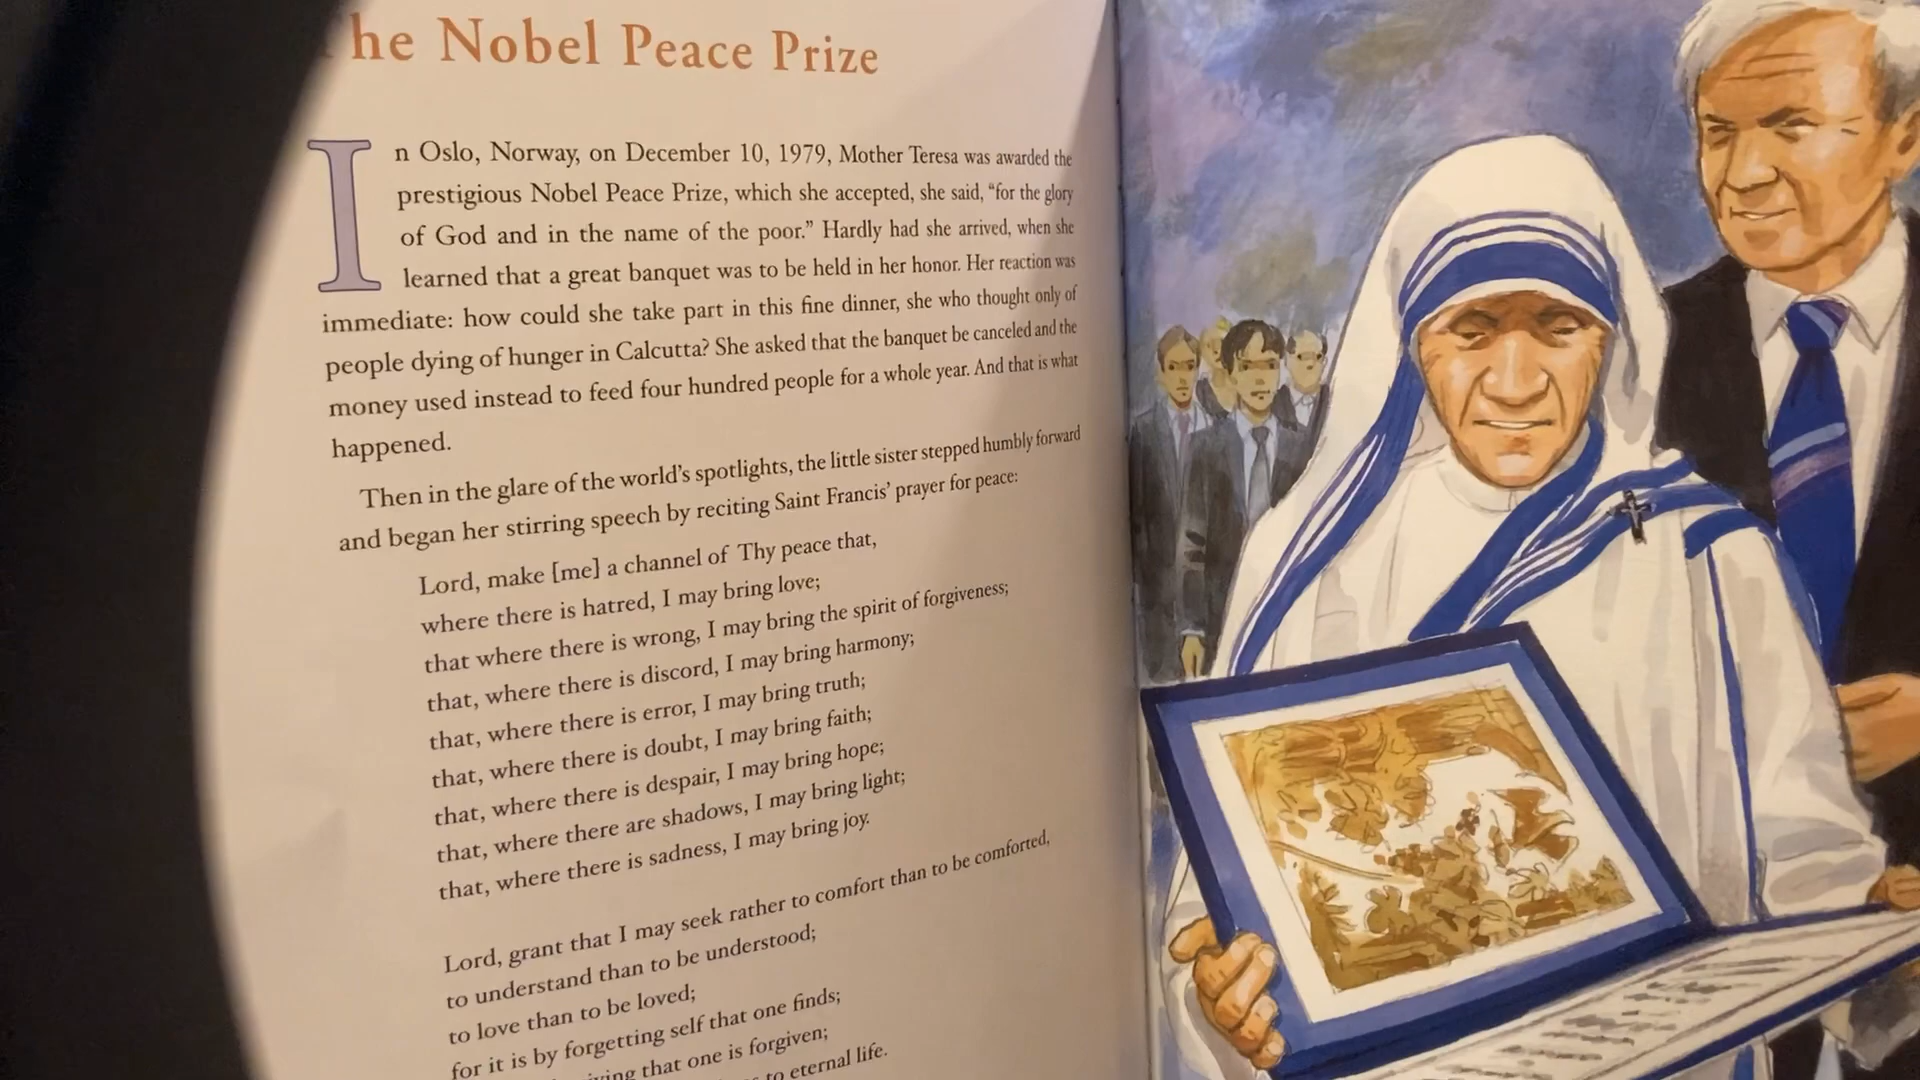 The Nobel Peace Prize
In Oslo, Norway, on December 10, 1979, Mother Teresa was awarded the
prestigious Nobel Peace Prize, which she accepted, she said, “for the glory
of God and in the name of the poor.” Hardly had she arrived, when she
learned that a great banquet was to be held in her honor. Her reaction was
immediate: how could she take part in this fine dinner, she who thought only of
people dying of hunger in Calcutta? She asked that the banquet be canceled and the
money used instead to feed four hundred people for a whole year. And that is what
happened.
Then in the glare of the world’s spotlights, the little sister stepped humbly forward
and began her stirring speech by reciting Saint Francis’ prayer for peace:
Lord, make [me] a channel of Thy peace that,
where there is hatred, I may bring love;
that where there is wrong, I may bring the spirit of forgiveness;
that, where there is discord, I may bring harmony;
that, where there is error, I may bring truth;
that, where there is doubt, I may bring faith;
that, where there is despair, I may bring hope;
that, where there are shadows, I may bring light;
that, where there is sadness, I may bring joy.
Lord, grant that I may seek rather to comfort than to be comforted,
to understand than to be understood;
to love than to be loved;
for it is by forgetting self that one finds;
that one is forgiven;
to eternal life.